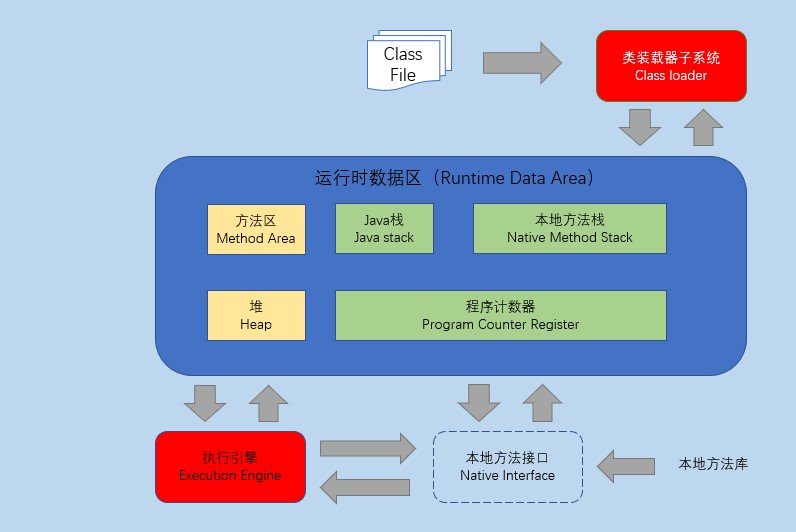 Class
File
类装载器子系统
Class loader
运行时数据区（Runtime Data Area）
方法区
Method Area
Java栈
Java stack
本地方法栈
Native Method Stack
堆
Heap
程序计数器
Program Counter Register
执行引擎
Execution Engine
本地方法接口
Native Interface
本地方法库